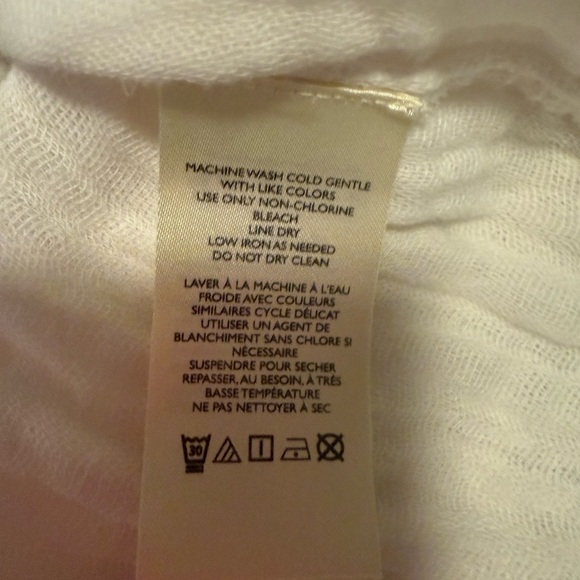 MACHINE WASH COLD GENTLE
WITH LIKE COLORS
USE ONLY NON-CHLORINE
BLEACH
LINE DRY
LOW IRON AS NEEDED
DO NOT DRY CLEAN
LAVER À LA MACHINE À L'EAU
FROIDE AVEC COULEURS
SIMILAIRES CYCLE DÉLICAT
UTILISER UN AGENT DE
BLANCHIMENT SANS CHLORE SI
NÉCESSAIRE
SUSPENDRE POUR SECHER
REPASSER, AU BESOIN, À TRÈS
BASSE TEMPÉRATURE
NE PAS NETTOYER À SEC
30